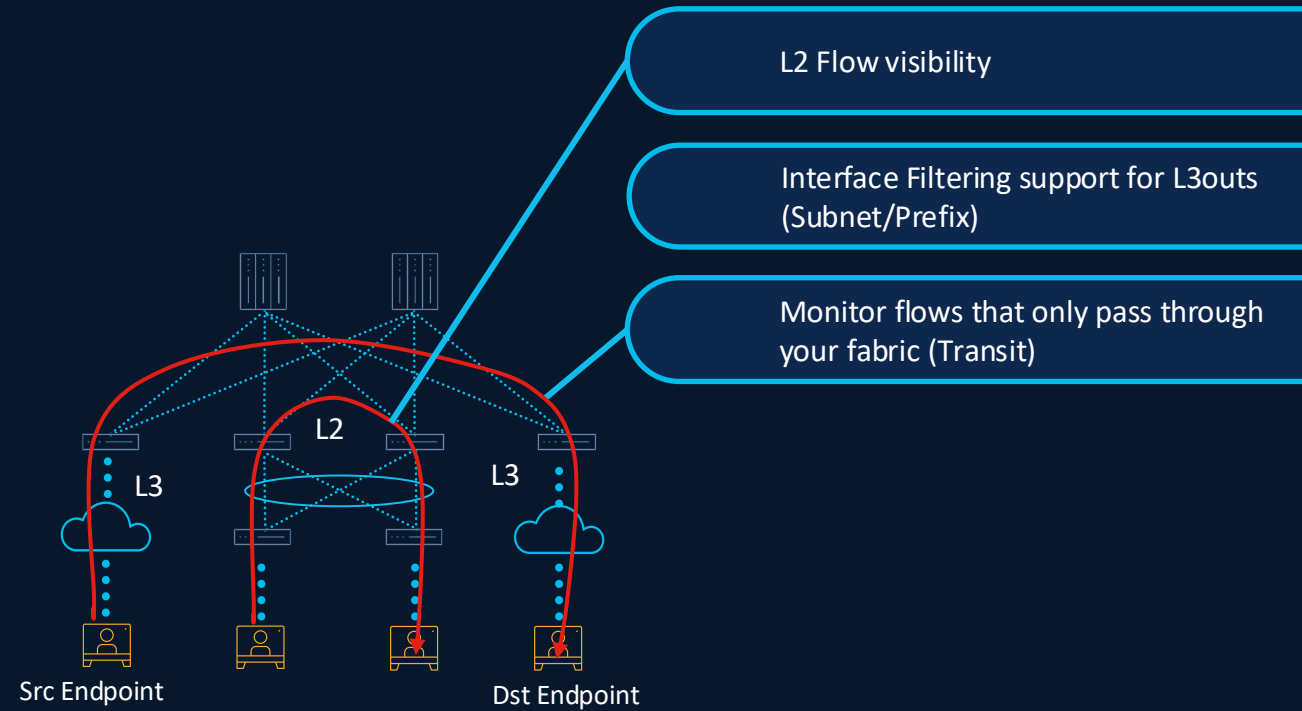 L2 Flow visibility
Interface Filtering support for L3outs
(Subnet/Prefix)
Monitor flows that only pass through
your fabric (Transit)
L2
L3
L3
Src Endpoint
Dst Endpoint